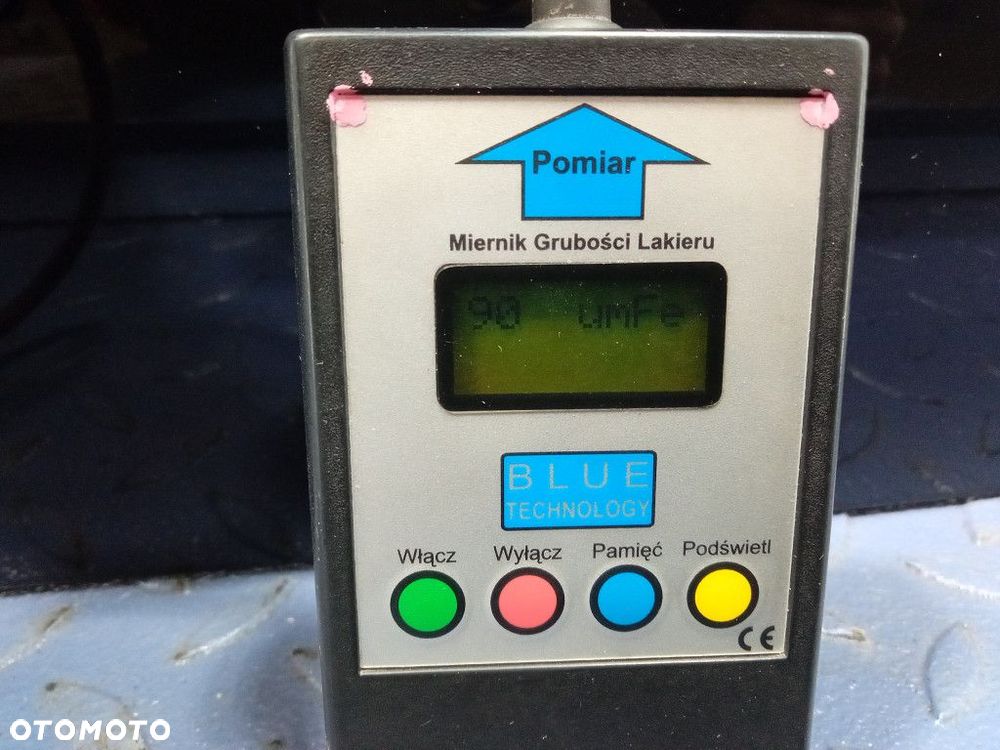 Pomiar
Miernik Grubości Lakieru
90 umFe
BLUE
TECHNOLOGY
Włącz Wyłącz Pamięć Podświetl
CE
OTOMOTO